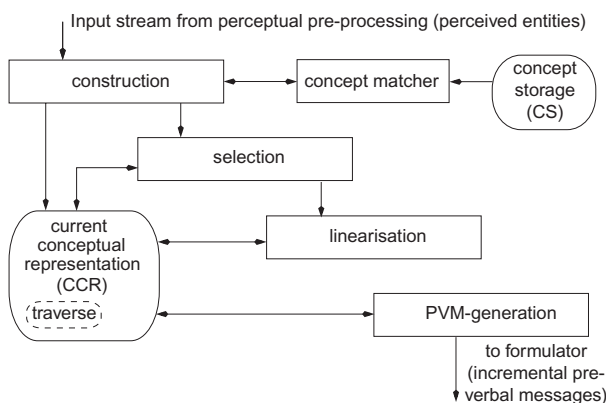 Input stream from perceptual pre-processing (perceived entities)
construction
concept matcher
concept
storage
(CS)
selection
current
conceptual
representation
(CCR)
traverse
linearisation
PVM-generation
to formulator
(incremental pre-
verbal messages)